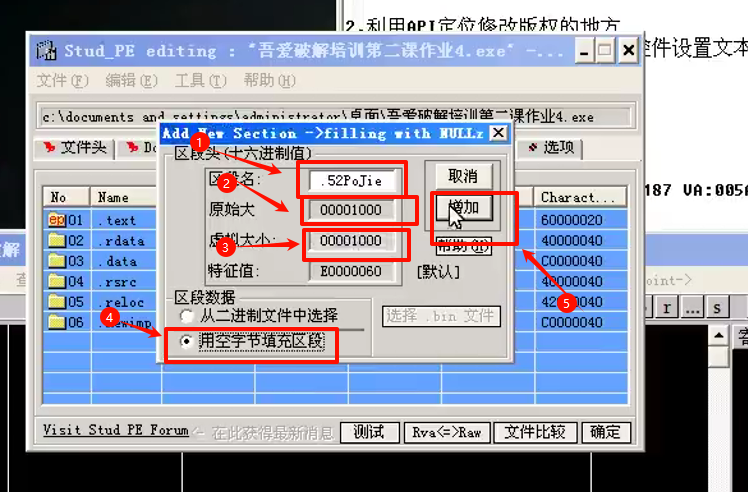 2.利用API定位修改版权的地方
Stud_PE editing : "吾爱破解培训第二课作业4.exe" -...
控件设置文本
文件(F) 编辑(E) 工具(T) 帮助(H)
c:\documents and settings\administrator\桌面\吾爱破解培训第二课作业4.exe
Add New Section ->filling with NULLz
文件头
选项
区段头(十六进制值)
1
区段名:
.52PoJie
取消
2
原始大
00001000
增加
187 VA:005A
3
虚拟大小:
00001000
帮助(H)
特征值:
E0000060
[默认]
5
区段数据
从二进制文件中选择
选择 .bin 文件
4
用空字节填充区段
No Name Charact...
01 .text 60000020
02 .rdata 40000040
03 .data C0000040
04 .rsrc 40000040
05 .reloc
06 C0000040
oint->
r ... s
Visit Stud PE Forum
<- 在此获得最新消息
测试
Rva<=>Raw
文件比较
确定